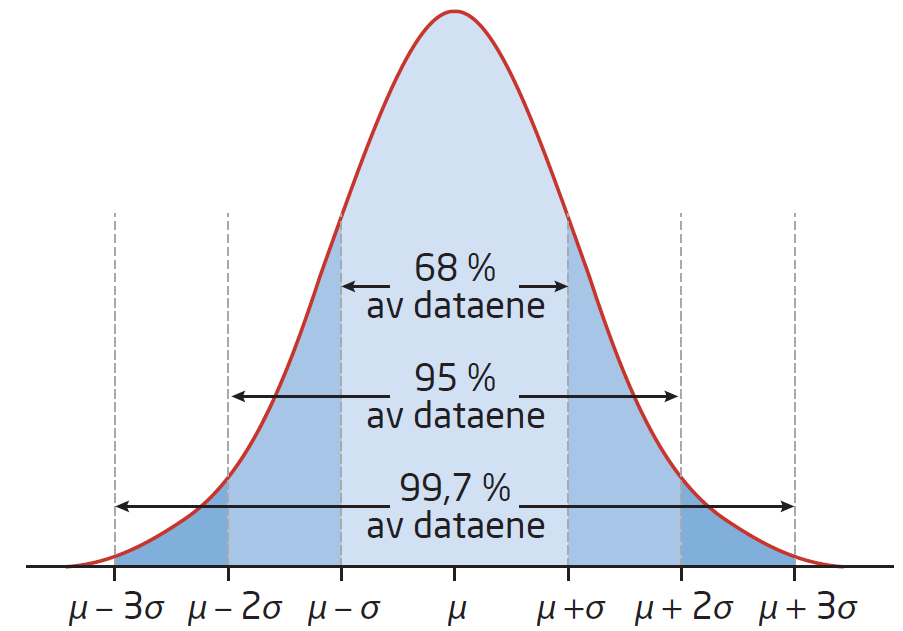 68 %
av dataene
95 %
av dataene
99,7 %
av dataene
μ – 3σ μ – 2σ μ – σ μ μ +σ μ + 2σ μ + 3σ